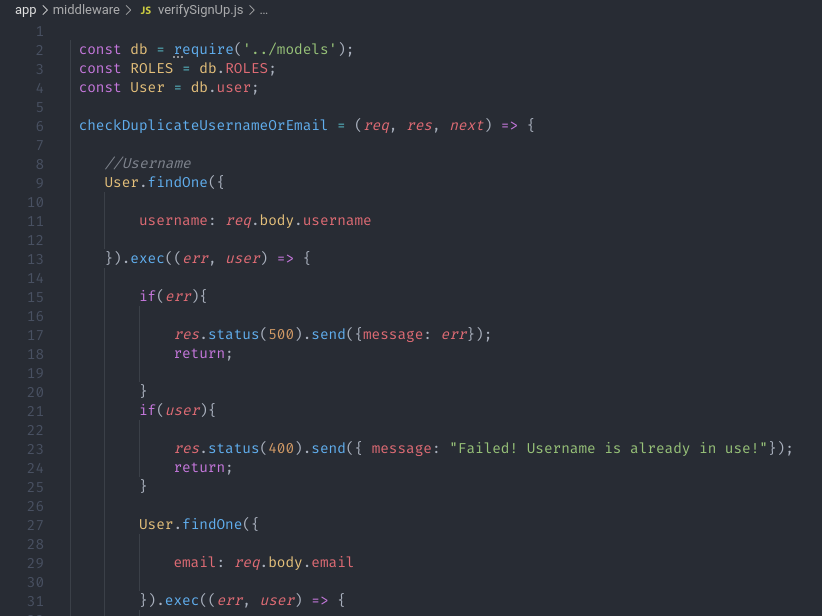 app > middleware > JS verifySignUp.js > ...
1
2 const db = require('../models');
3 const ROLES = db.ROLES;
4 const User = db.user;
5
6 checkDuplicateUsernameOrEmail = (req, res, next) => {
7
8 //Username
9 User.findOne({
10
11 username: req.body.username
12
13 }).exec((err, user) => {
14
15 if(err){
16
17 res.status(500).send({message: err});
18 return;
19
20 }
21 if(user){
22
23 res.status(400).send({ message: "Failed! Username is already in use!"});
24 return;
25 }
26
27 User.findOne({
28
29 email: req.body.email
30
31 }).exec((err, user) => {